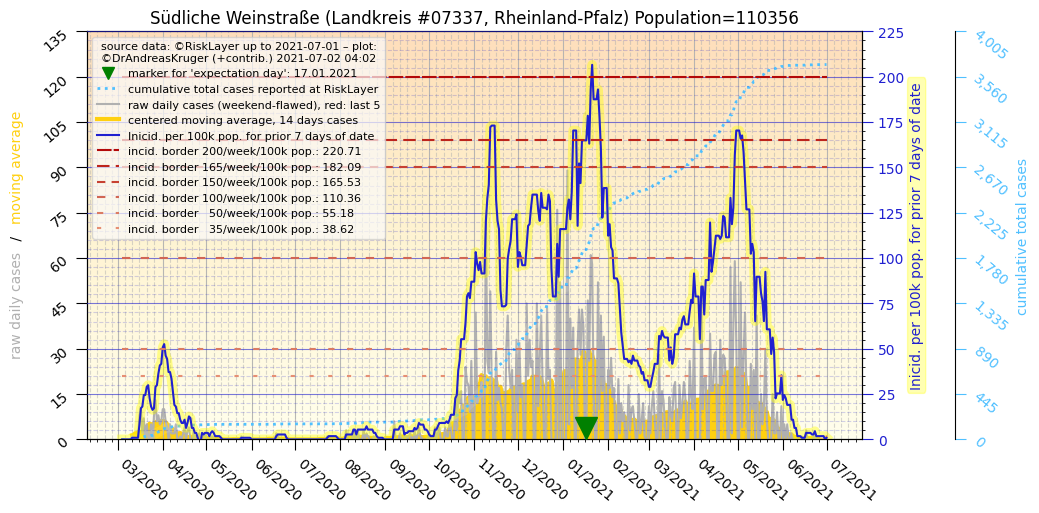 Südliche Weinstraße (Landkreis #07337, Rheinland-Pfalz) Population=110356
source data: ©RiskLayer up to 2021-07-01 – plot:
©DrAndreasKruger (+contrib.) 2021-07-02 04:02
marker for 'expectation day': 17.01.2021
cumulative total cases reported at RiskLayer
raw daily cases (weekend-flawed), red: last 5
centered moving average, 14 days cases
Inicid. per 100k pop. for prior 7 days of date
incid. border 200/week/100k pop.: 220.71
incid. border 165/week/100k pop.: 182.09
incid. border 150/week/100k pop.: 165.53
incid. border 100/week/100k pop.: 110.36
incid. border   50/week/100k pop.: 55.18
incid. border   35/week/100k pop.: 38.62
raw daily cases / moving average
135
120
105
90
75
60
45
30
15
0
03/2020
04/2020
05/2020
06/2020
07/2020
08/2020
09/2020
10/2020
11/2020
12/2020
01/2021
02/2021
03/2021
04/2021
05/2021
06/2021
07/2021
225
200
175
150
125
100
75
50
25
0
Inicid. per 100k pop. for prior 7 days of date
4,005
3,560
3,115
2,670
2,225
1,780
1,335
890
445
0
cumulative total cases